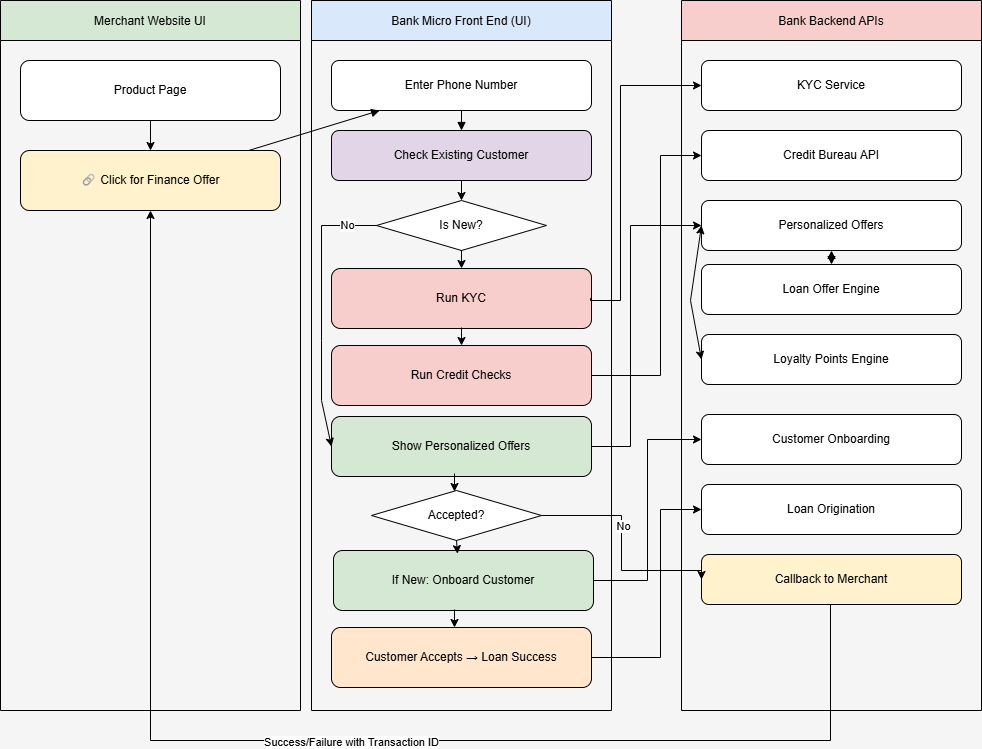 Merchant Website UI
Bank Micro Front End (UI)
Bank Backend APIs
Product Page
🔗 Click for Finance Offer
Enter Phone Number
Check Existing Customer
Is New?
No
Run KYC
Run Credit Checks
Show Personalized Offers
Accepted?
No
If New: Onboard Customer
Customer Accepts → Loan Success
KYC Service
Credit Bureau API
Personalized Offers
Loan Offer Engine
Loyalty Points Engine
Customer Onboarding
Loan Origination
Callback to Merchant
Success/Failure with Transaction ID